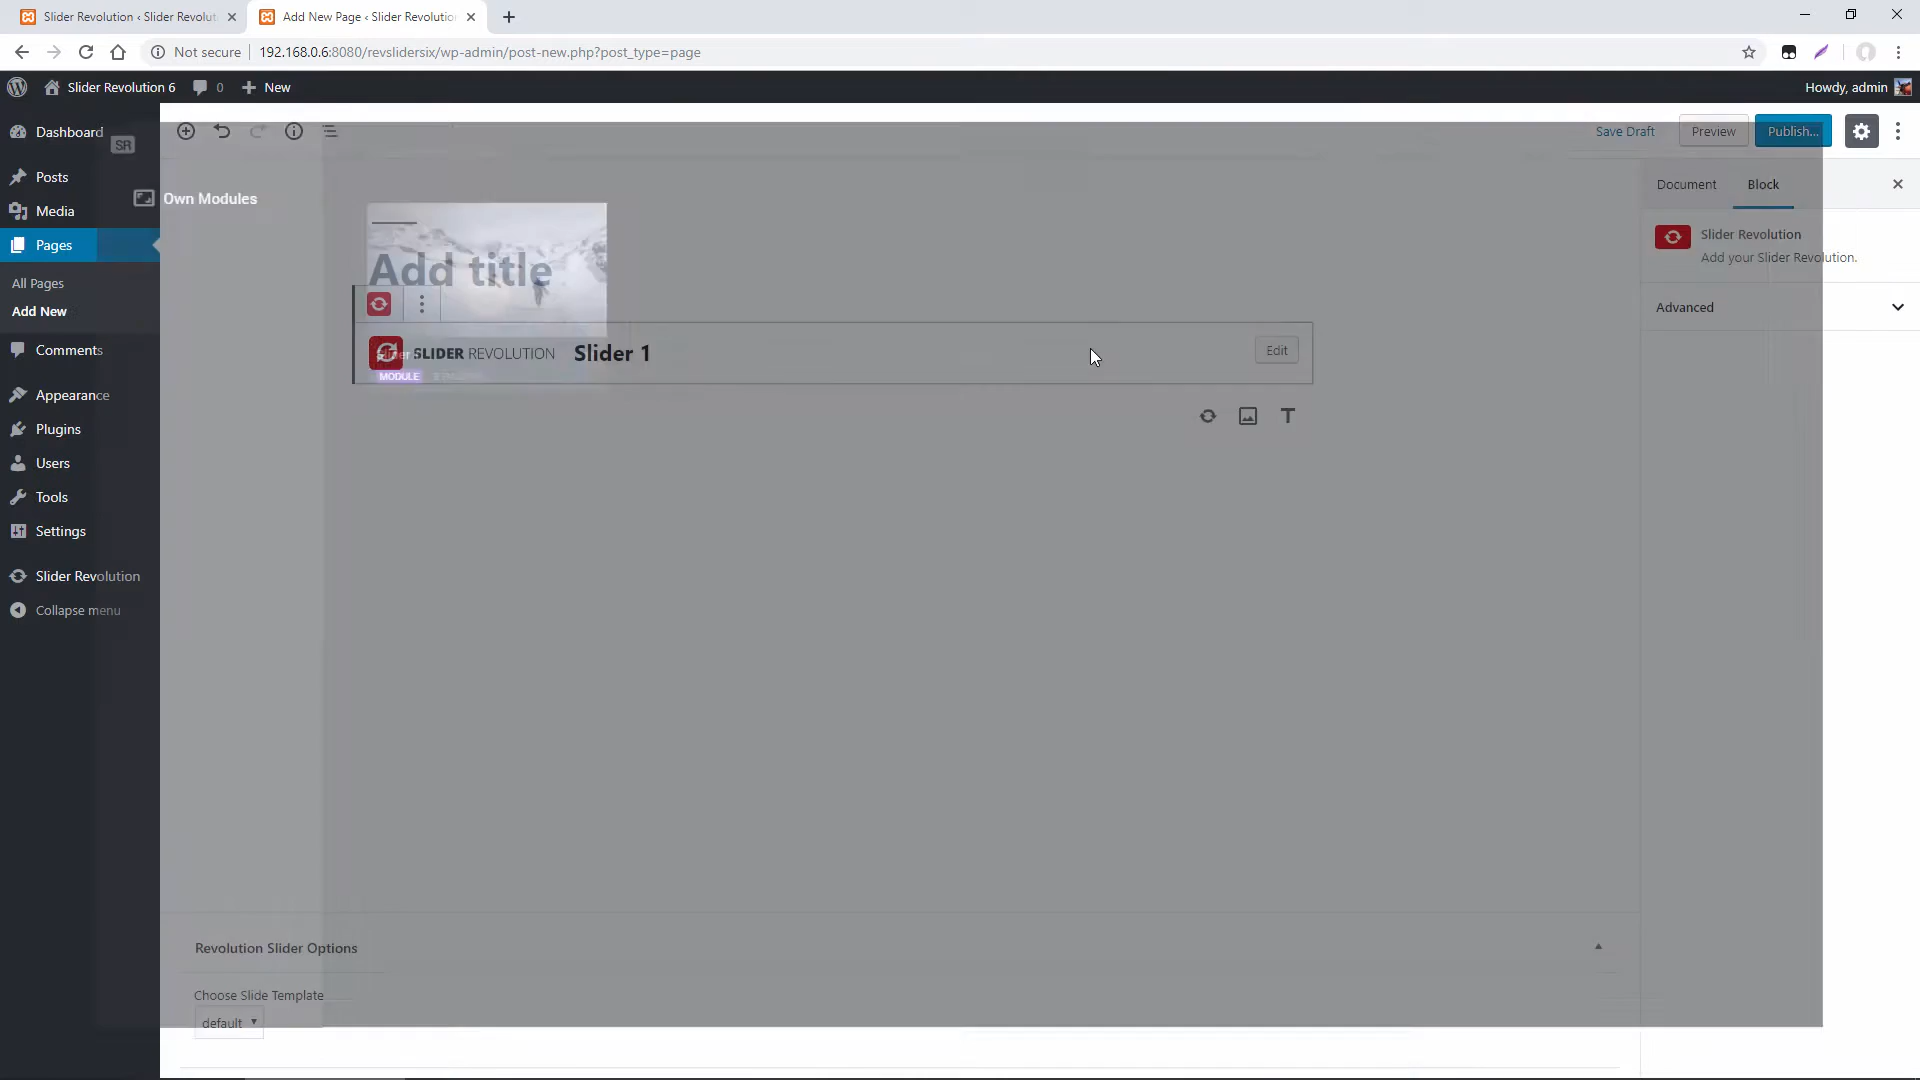 Slider Revolution ‹ Slider Revolut
Add New Page ‹ Slider Revolutio
Not secure
192.168.0.6:8080/revslidersix/wp-admin/post-new.php?post_type=page
Slider Revolution 6
0
New
Howdy, admin
Dashboard
SR
Posts
Media
Pages
All Pages
Add New
Comments
Appearance
Plugins
Users
Tools
Settings
Slider Revolution
Collapse menu
Own Modules
Save Draft
Preview
Publish...
Add title
SLIDER REVOLUTION
Slider 1
Edit
MODULE
T
Document
Block
Slider Revolution
Add your Slider Revolution.
Advanced
Revolution Slider Options
Choose Slide Template
default